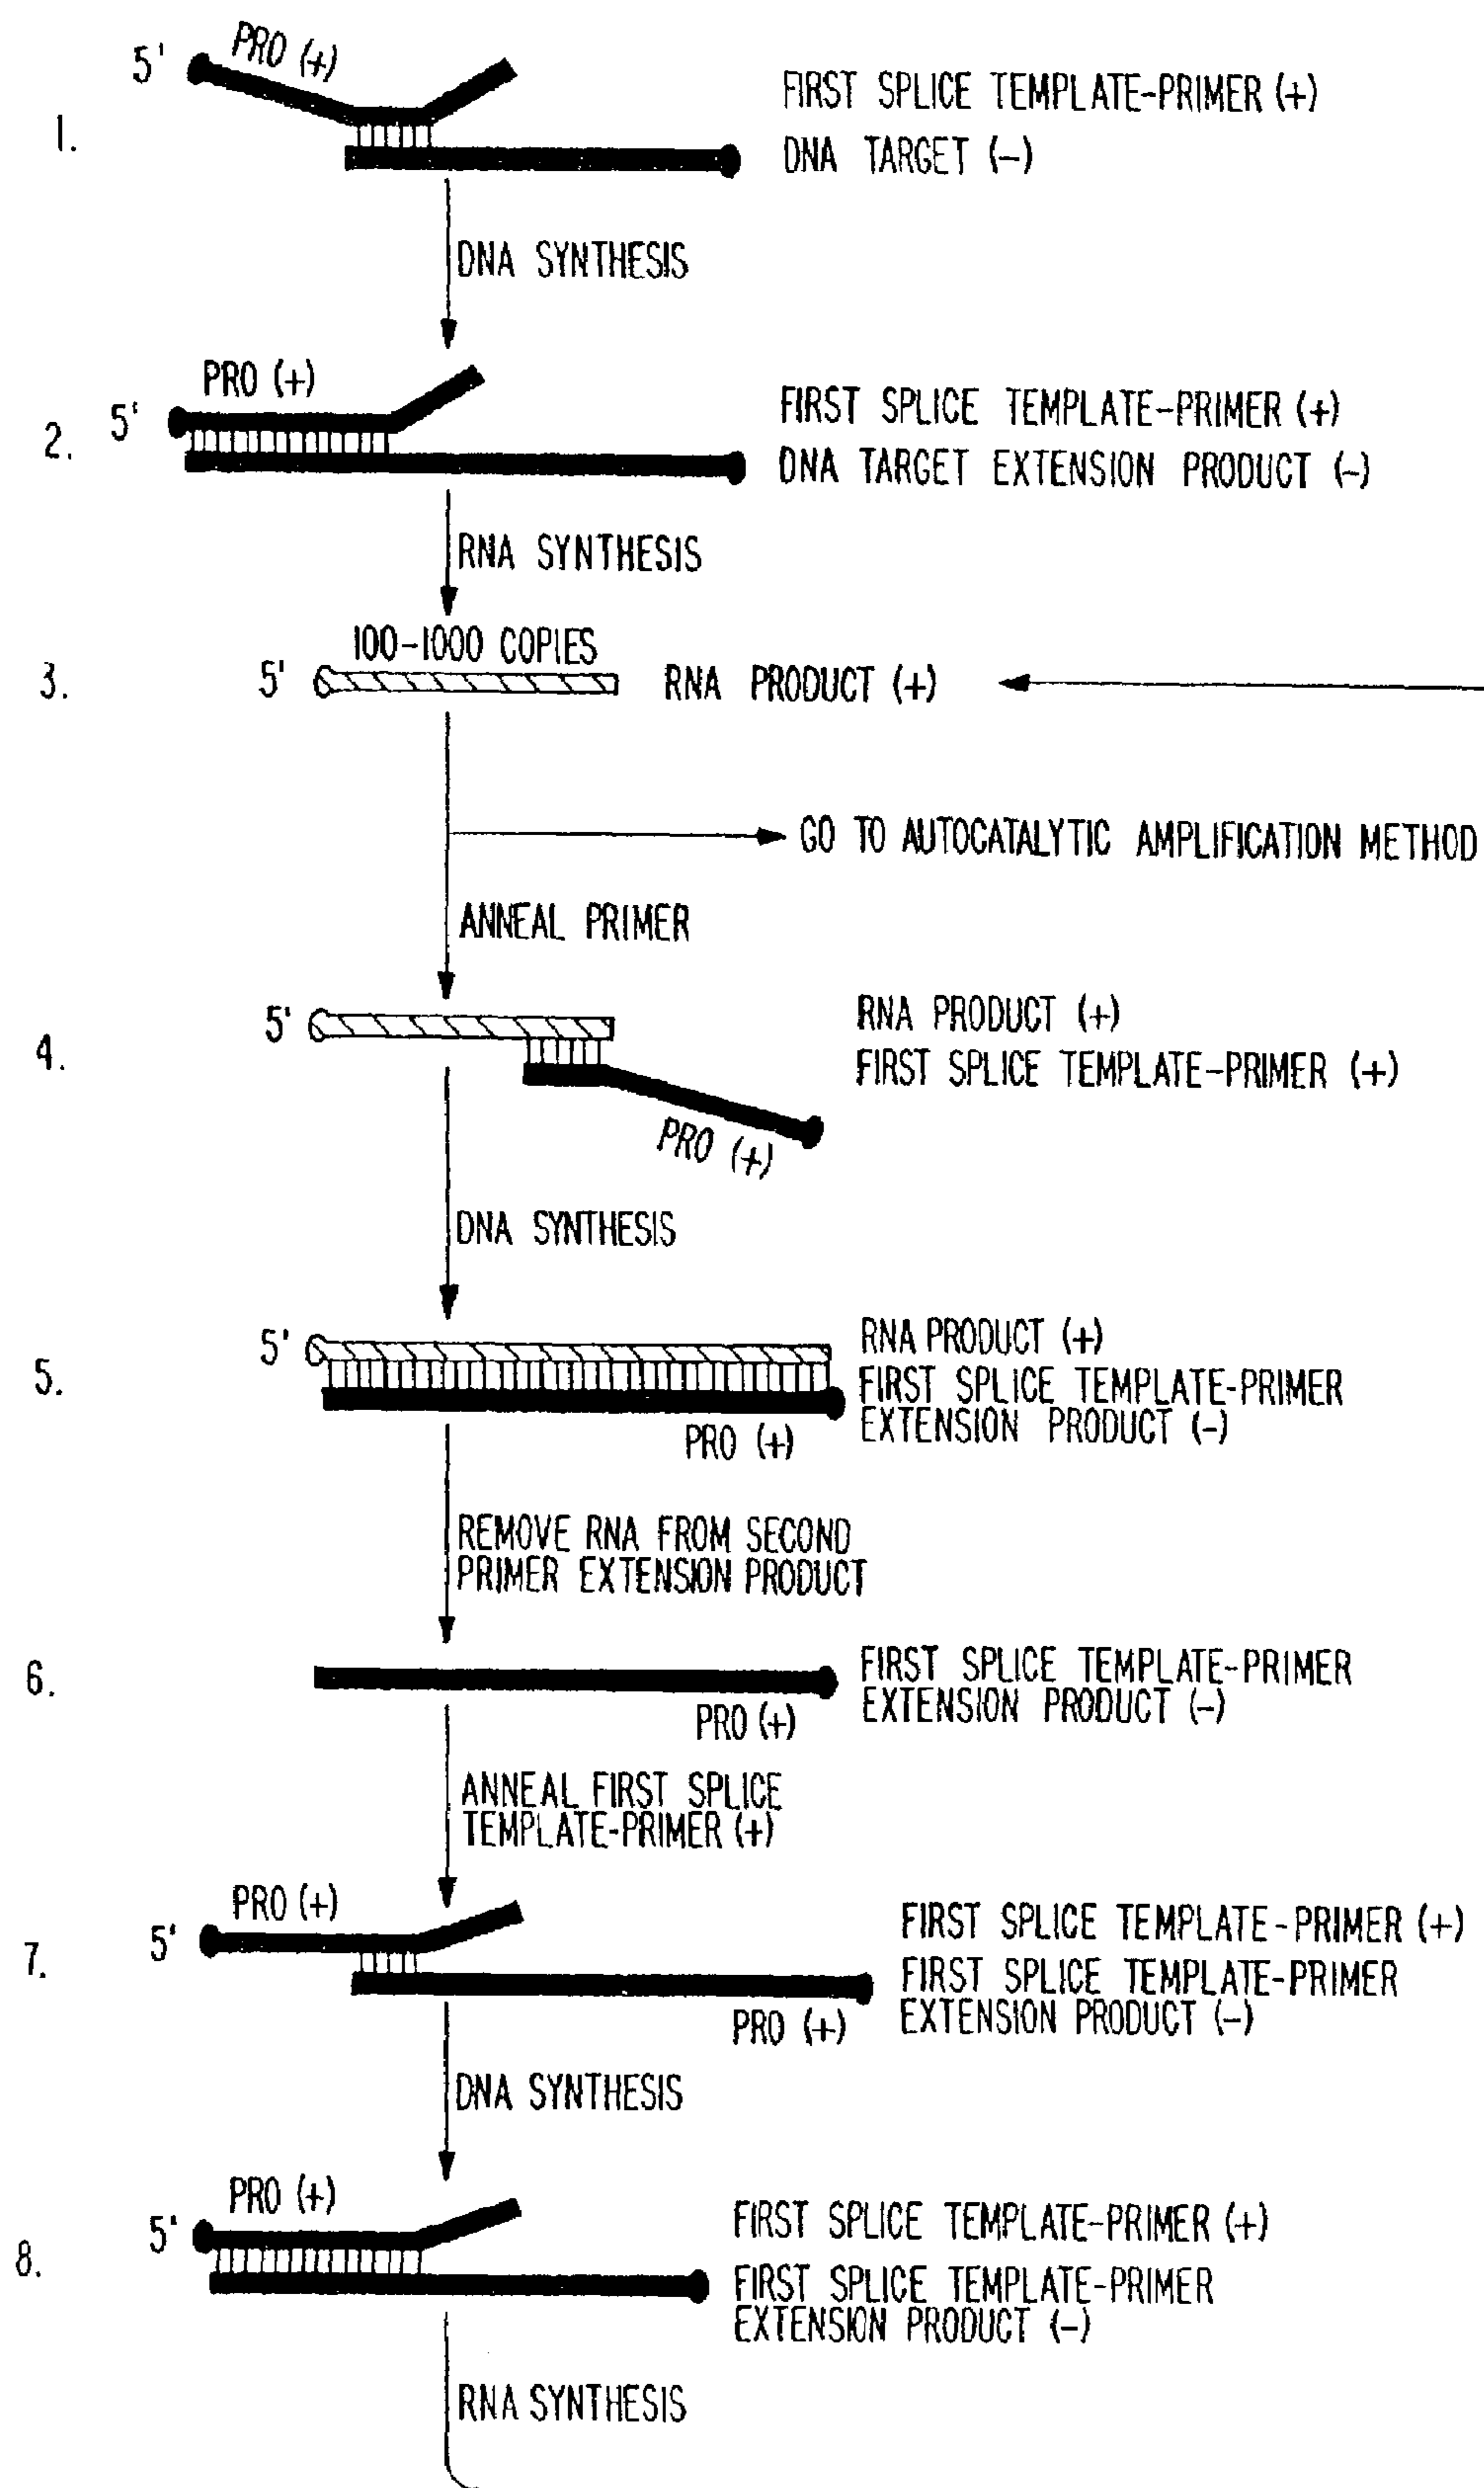 1.
5'
PRO (+)
FIRST SPLICE TEMPLATE-PRIMER (+)
DNA TARGET (-)
DNA SYNTHESIS
2.
5'
PRO (+)
FIRST SPLICE TEMPLATE-PRIMER (+)
DNA TARGET EXTENSION PRODUCT (-)
RNA SYNTHESIS
100-1000 COPIES
3.
5'
RNA PRODUCT (+)
GO TO AUTOCATALYTIC AMPLIFICATION METHOD
ANNEAL PRIMER
4.
5'
RNA PRODUCT (+)
FIRST SPLICE TEMPLATE-PRIMER (+)
PRO (+)
DNA SYNTHESIS
5.
5'
RNA PRODUCT (+)
FIRST SPLICE TEMPLATE-PRIMER
EXTENSION PRODUCT (-)
PRO (+)
REMOVE RNA FROM SECOND
PRIMER EXTENSION PRODUCT
6.
FIRST SPLICE TEMPLATE-PRIMER
EXTENSION PRODUCT (-)
PRO (+)
ANNEAL FIRST SPLICE
TEMPLATE-PRIMER (+)
7.
5'
PRO (+)
FIRST SPLICE TEMPLATE-PRIMER (+)
FIRST SPLICE TEMPLATE-PRIMER
EXTENSION PRODUCT (-)
PRO (+)
DNA SYNTHESIS
8.
5'
PRO (+)
FIRST SPLICE TEMPLATE-PRIMER (+)
FIRST SPLICE TEMPLATE-PRIMER
EXTENSION PRODUCT (-)
RNA SYNTHESIS